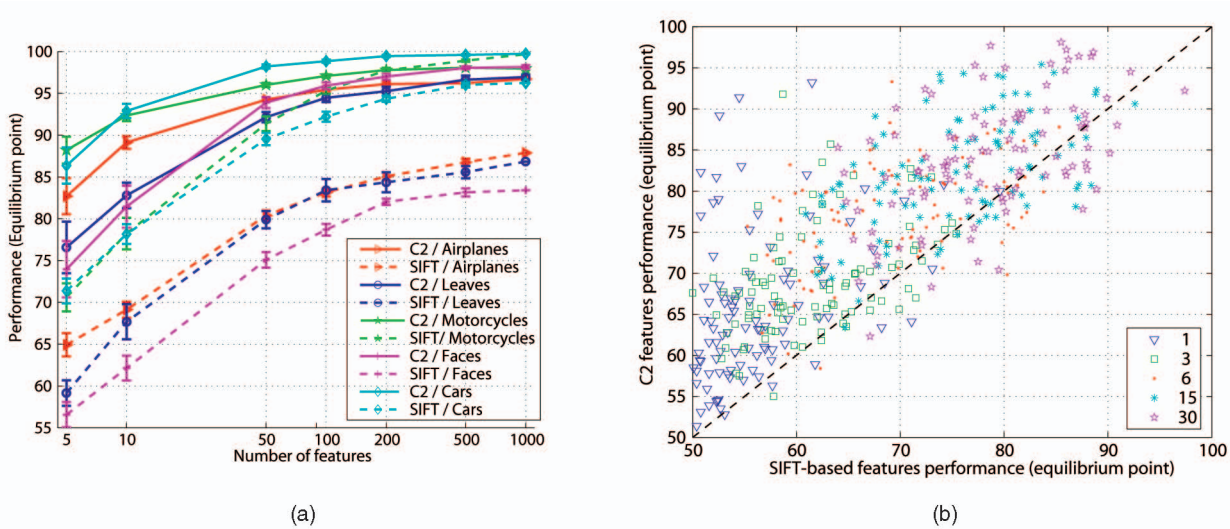 100
95
90
85
80
75
70
65
60
55
Performance (Equilibrium point)
5 10 50 100 200 500 1000
Number of features
C2 / Airplanes
SIFT / Airplanes
C2 / Leaves
SIFT / Leaves
C2 / Motorcycles
SIFT/ Motorcycles
C2 / Faces
SIFT / Faces
C2 / Cars
SIFT / Cars
(a)
C2 features performance (equilibrium point)
100
95
90
85
80
75
70
65
60
55
50
50 60 70 80 90 100
SIFT-based features performance (equilibrium point)
1
3
6
15
30
(b)